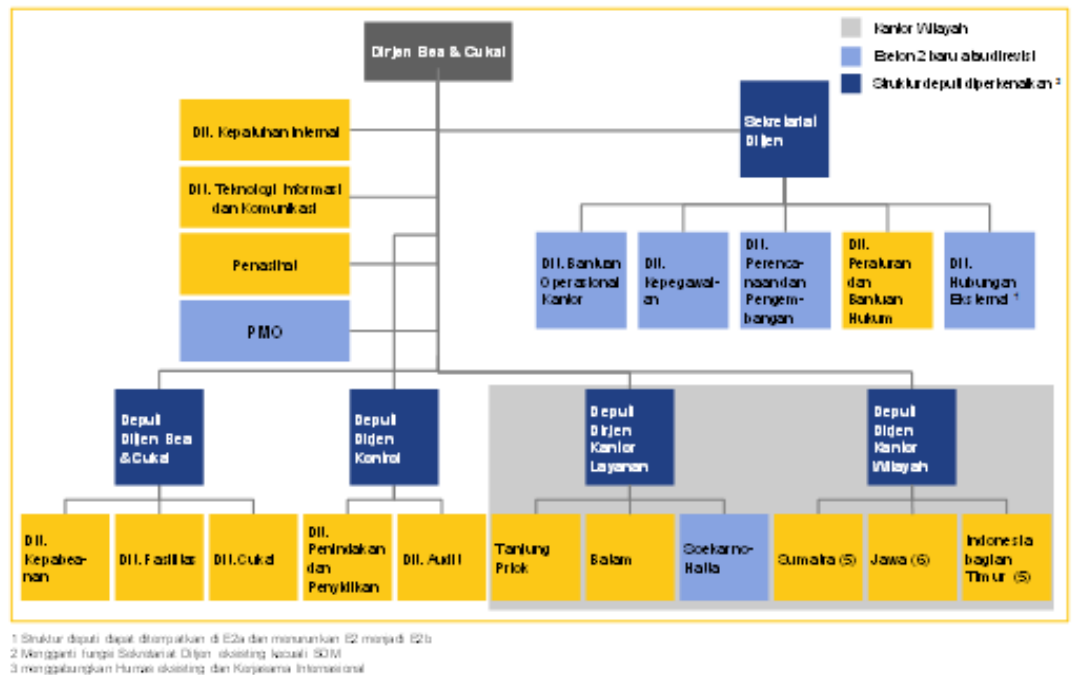 Dirjen Bea & Cukai
Kantor Wilayah
Eselon 2 baru atau direvisi
Struktur deputi diperkenalkan ²
Sekretariat
Ditjen
Dit. Kepatuhan Internal
Dit. Teknologi Informasi
dan Komunikasi
Penasihat
PMO
Dit. Bantuan
Operasional
Kantor
Dit.
Kepegawai-
an
Dit.
Perenca-
naan dan
Pengem-
bangan
Dit.
Peraturan
dan
Bantuan
Hukum
Dit.
Hubungan
Eksternal ¹
Deputi
Ditjen Bea
& Cukai
Deputi
Dirjen
Kontrol
Deputi
Dirjen
Kantor
Layanan
Deputi
Dirjen
Kantor
Wilayah
Dit.
Kepabea-
nan
Dit. Fasilitas
Dit. Cukai
Dit.
Penindakan
dan
Penyidikan
Dit. Audit
Tanjung
Priok
Batam
Soekarno-
Hatta
Sumatra (5)
Jawa (6)
Indonesia
bagian
Timur (5)
1 Struktur deputi dapat ditempatkan di E2a dan menurunkan E2 menjadi E2b
2 Mengganti fungsi Sekretariat Ditjen eksisting kecuali SDM
3 menggabungkan Humas eksisting dan Kerjasama Internasional